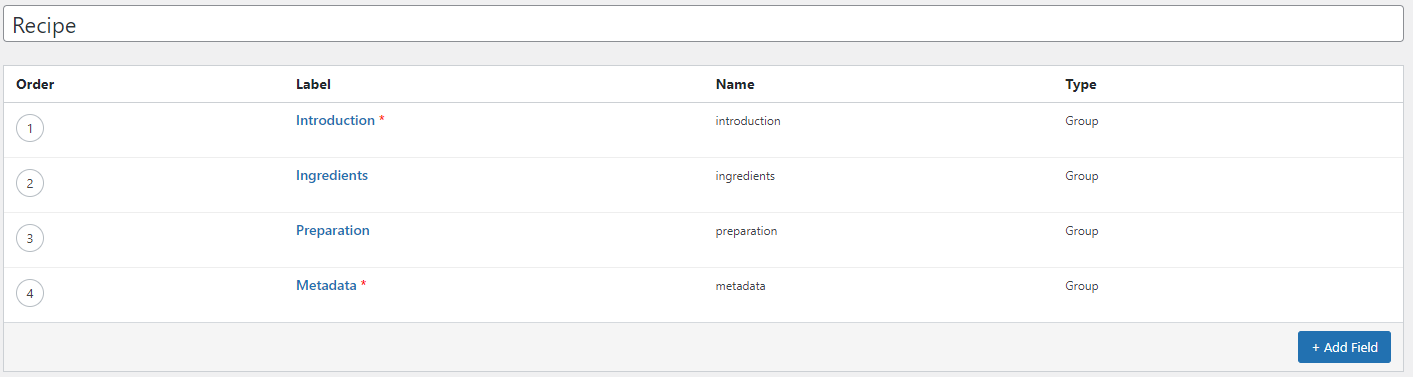 Recipe
Order Label Name Type
1 Introduction * introduction Group
2 Ingredients ingredients Group
3 Preparation preparation Group
4 Metadata * metadata Group
+ Add Field